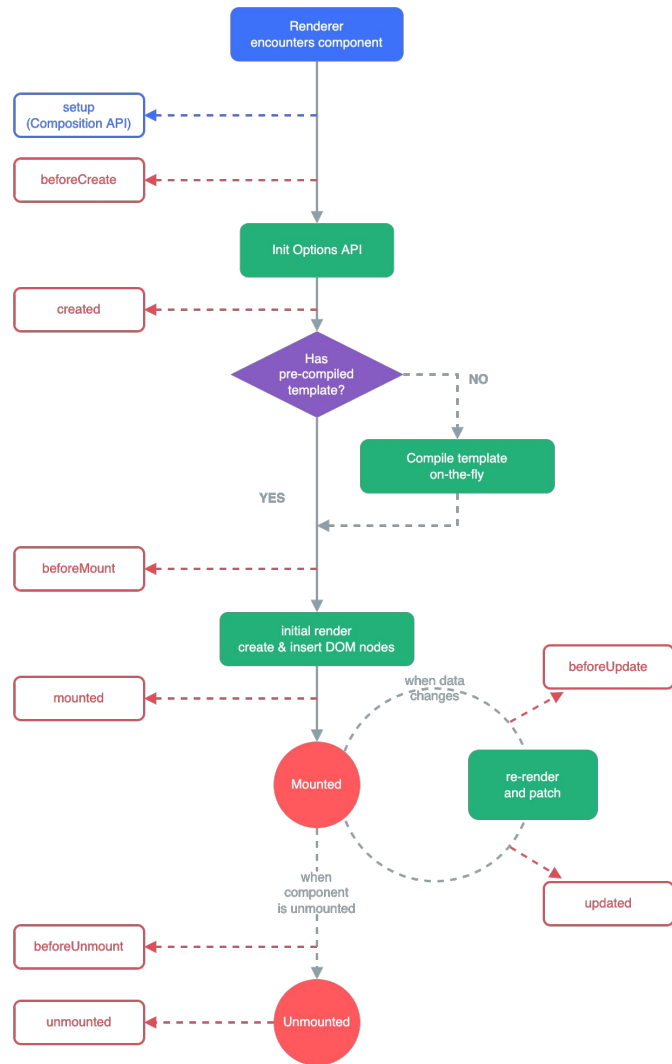 Renderer
encounters component
setup
(Composition API)
beforeCreate
Init Options API
created
Has
pre-compiled
template?
NO
Compile template
on-the-fly
YES
beforeMount
initial render
create & insert DOM nodes
beforeUpdate
when data
changes
mounted
re-render
and patch
Mounted
when
component
is unmounted
updated
beforeUnmount
unmounted
Unmounted